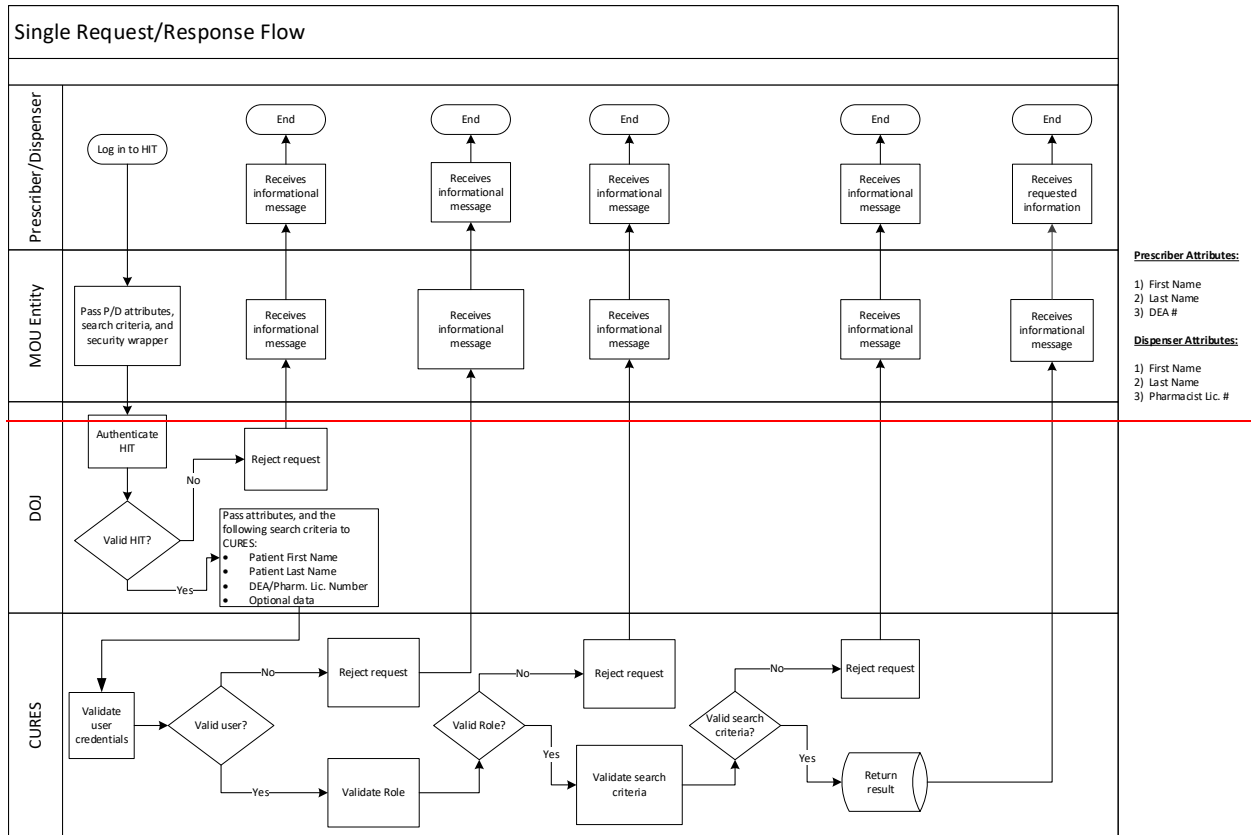 Single Request/Response Flow
Prescriber/Dispenser
Log in to HIT
End
End
End
End
End
Receives
informational
message
Receives
informational
message
Receives
informational
message
Receives
informational
message
Receives
requested
information
MOU Entity
Pass P/D attributes,
search criteria, and
security wrapper
Receives
informational
message
Receives
informational
message
Receives
informational
message
Receives
informational
message
Receives
informational
message
Prescriber Attributes:
1) First Name
2) Last Name
3) DEA #
Dispenser Attributes:
1) First Name
2) Last Name
3) Pharmacist Lic. #
DOJ
Authenticate
HIT
Valid HIT?
No
Reject request
Yes
Pass attributes, and the
following search criteria to
CURES:
• Patient First Name
• Patient Last Name
• DEA/Pharm. Lic. Number
• Optional data
CURES
Validate
user
credentials
Valid user?
No
Reject request
Yes
Validate Role
Valid Role?
No
Reject request
Yes
Validate search
criteria
Valid search
criteria?
No
Reject request
Yes
Return
result